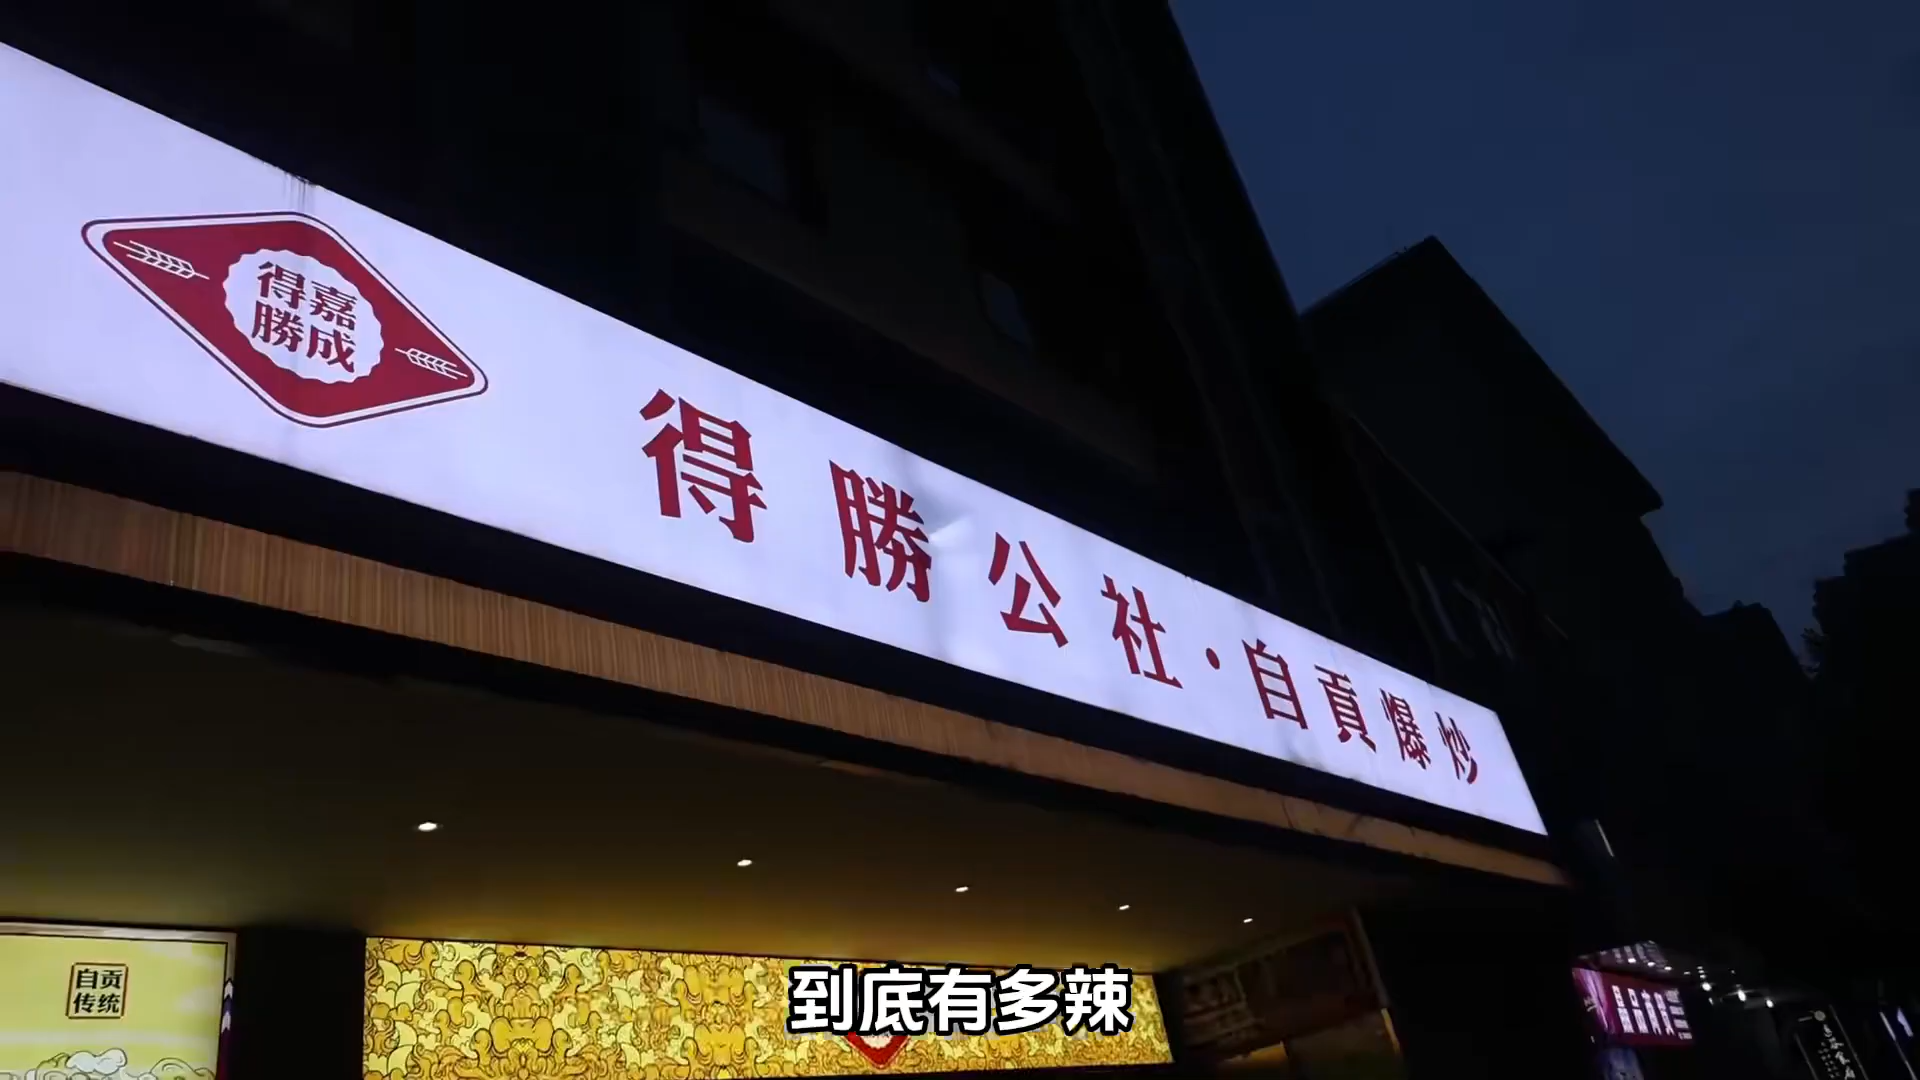 得嘉
勝成
得勝公社·自貢爆炒
自贡
传统
到底有多辣